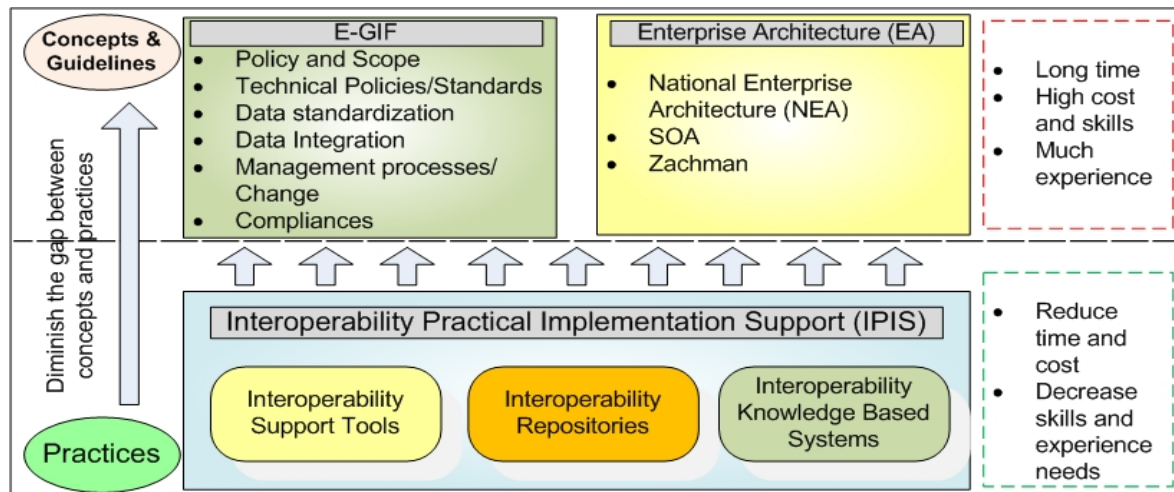 Concepts &
Guidelines
E-GIF
• Policy and Scope
• Technical Policies/Standards
• Data standardization
• Data Integration
• Management processes/
Change
• Compliances
Enterprise Architecture (EA)
• National Enterprise
Architecture (NEA)
• SOA
• Zachman
• Long time
• High cost
and skills
• Much
experience
Diminish the gap between
concepts and practices
Interoperability Practical Implementation Support (IPIS)
Interoperability
Support Tools
Interoperability
Repositories
Interoperability
Knowledge Based
Systems
• Reduce
time and
cost
• Decrease
skills and
experience
needs
Practices